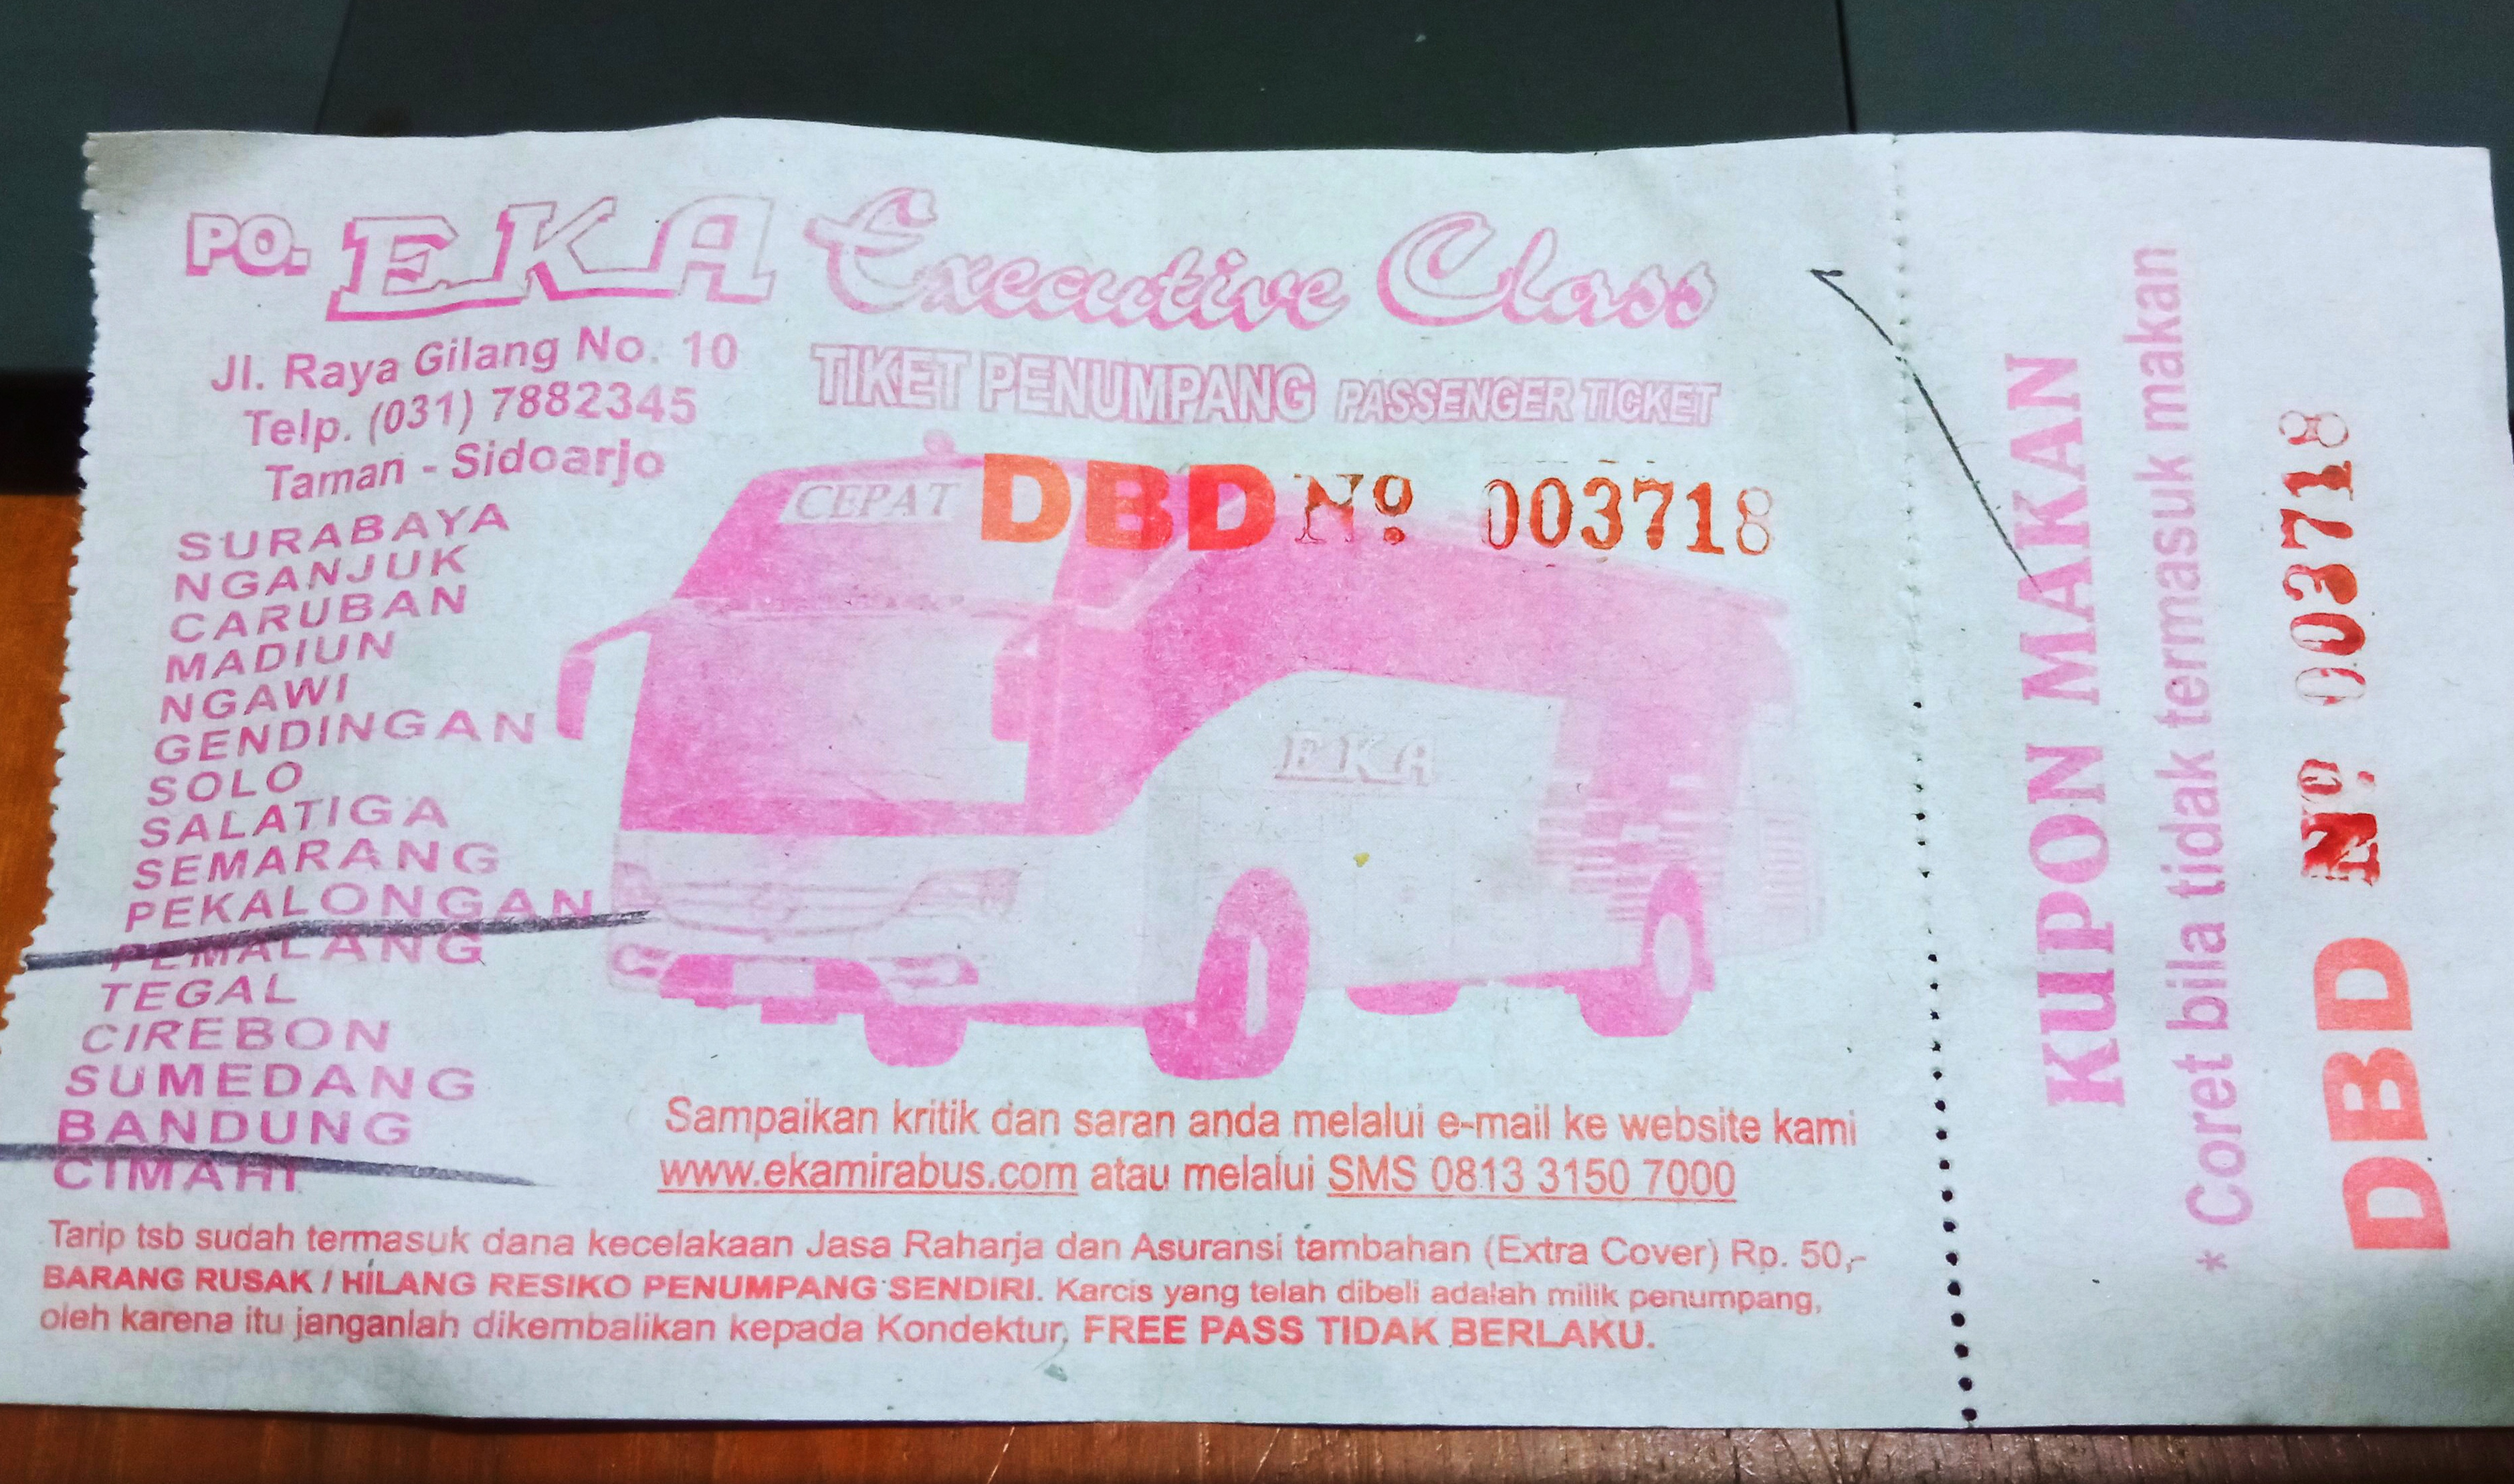 PO. EKA Executive Class
Jl. Raya Gilang No. 10
Telp. (031) 7882345
Taman - Sidoarjo
TIKET PENUMPANG PASSENGER TICKET
CEPAT
DBD Nº 003718
SURABAYA
NGANJUK
CARUBAN
MADIUN
NGAWI
GENDINGAN
SOLO
SALATIGA
SEMARANG
PEKALONGAN
PEMALANG
TEGAL
CIREBON
SUMEDANG
BANDUNG
CIMAHI
EKA
Sampaikan kritik dan saran anda melalui e-mail ke website kami
www.ekamirabus.com atau melalui SMS 0813 3150 7000
Tarip tsb sudah termasuk dana kecelakaan Jasa Raharja dan Asuransi tambahan (Extra Cover) Rp. 50,-
BARANG RUSAK / HILANG RESIKO PENUMPANG SENDIRI. Karcis yang telah dibeli adalah milik penumpang,
oleh karena itu janganlah dikembalikan kepada Kondektur, FREE PASS TIDAK BERLAKU.
KUPON MAKAN
* Coret bila tidak termasuk makan
DBD Nº. 003718